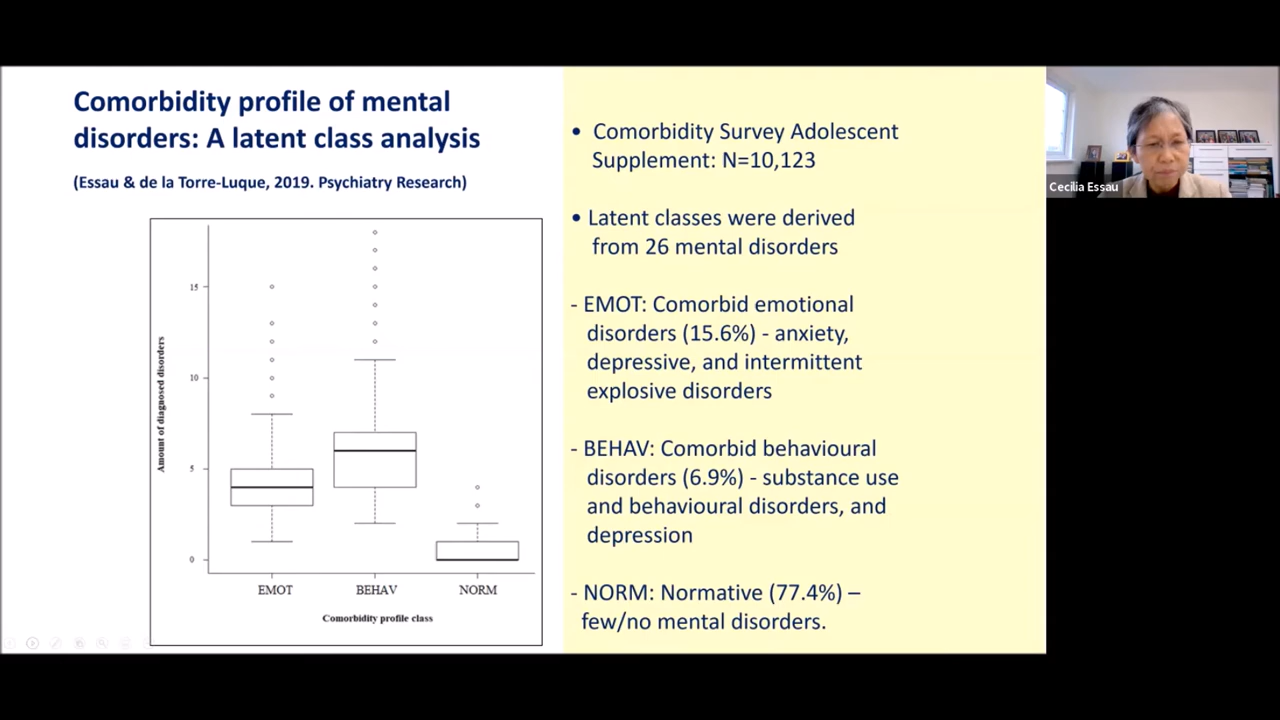 Comorbidity profile of mental
disorders: A latent class analysis
(Essau & de la Torre-Luque, 2019. Psychiatry Research)
15
10
5
0
Amount of diagnosed disorders
EMOT
BEHAV
NORM
Comorbidity profile class
• Comorbidity Survey Adolescent
Supplement: N=10,123
• Latent classes were derived
from 26 mental disorders
- EMOT: Comorbid emotional
disorders (15.6%) - anxiety,
depressive, and intermittent
explosive disorders
- BEHAV: Comorbid behavioural
disorders (6.9%) - substance use
and behavioural disorders, and
depression
- NORM: Normative (77.4%) –
few/no mental disorders.
Cecilia Essau